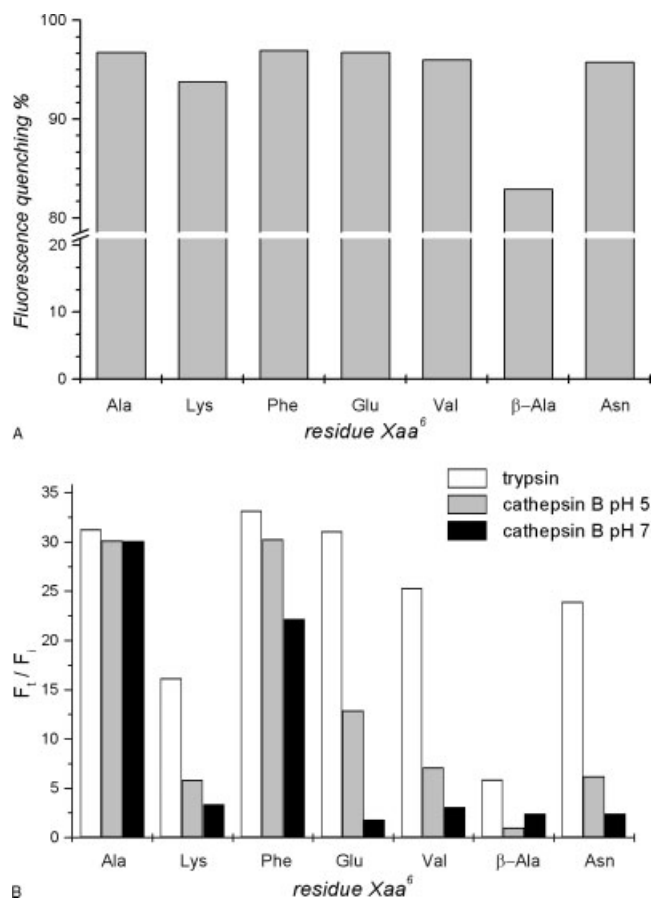 100
90
80
20
10
0
Fluorescence quenching %
Ala Lys Phe Glu Val β–Ala Asn
residue Xaa⁶
A
trypsin
cathepsin B pH 5
cathepsin B pH 7
35
30
25
20
15
10
5
0
Fₜ / Fᵢ
Ala Lys Phe Glu Val β–Ala Asn
residue Xaa⁶
B